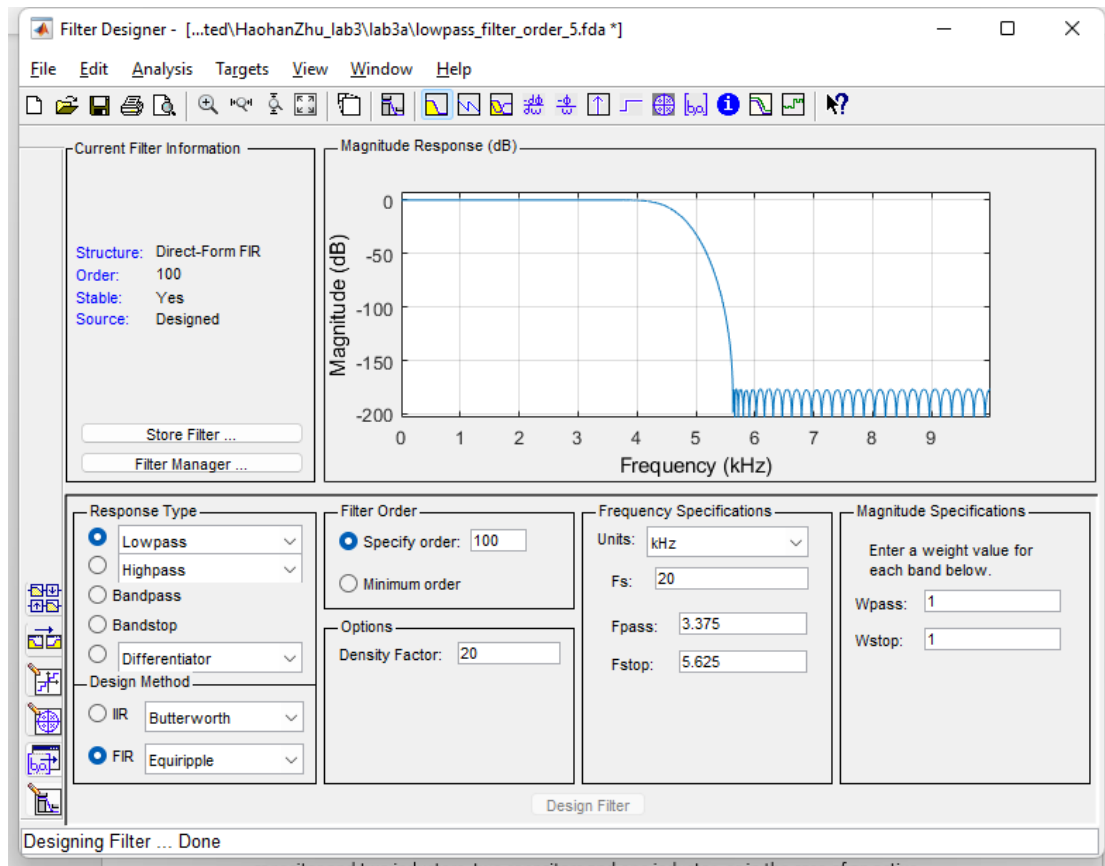 Filter Designer - [...ted\HaohanZhu_lab3\lab3a\lowpass_filter_order_5.fda *]
File Edit Analysis Targets View Window Help
[b,a]
Current Filter Information
Structure: Direct-Form FIR
Order: 100
Stable: Yes
Source: Designed
Store Filter ...
Filter Manager ...
Magnitude Response (dB)
Magnitude (dB)
0
-50
-100
-150
-200
0 1 2 3 4 5 6 7 8 9
Frequency (kHz)
Response Type
Lowpass
Highpass
Bandpass
Bandstop
Differentiator
Design Method
IIR Butterworth
FIR Equiripple
Filter Order
Specify order: 100
Minimum order
Options
Density Factor: 20
Frequency Specifications
Units: kHz
Fs: 20
Fpass: 3.375
Fstop: 5.625
Magnitude Specifications
Enter a weight value for
each band below.
Wpass: 1
Wstop: 1
Design Filter
Designing Filter ... Done